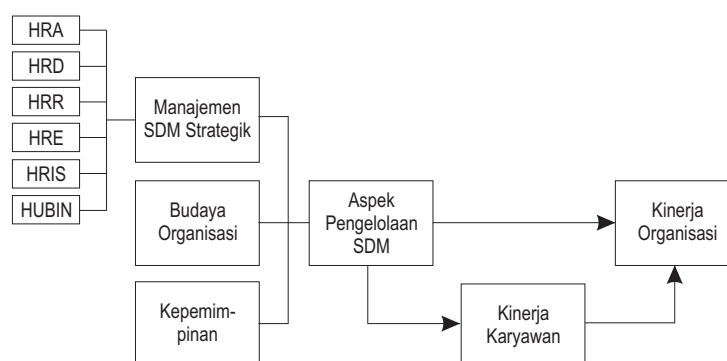 HRA
HRD
HRR
HRE
HRIS
HUBIN
Manajemen
SDM Strategik
Budaya
Organisasi
Kepemim-
pinan
Aspek
Pengelolaan
SDM
Kinerja
Karyawan
Kinerja
Organisasi